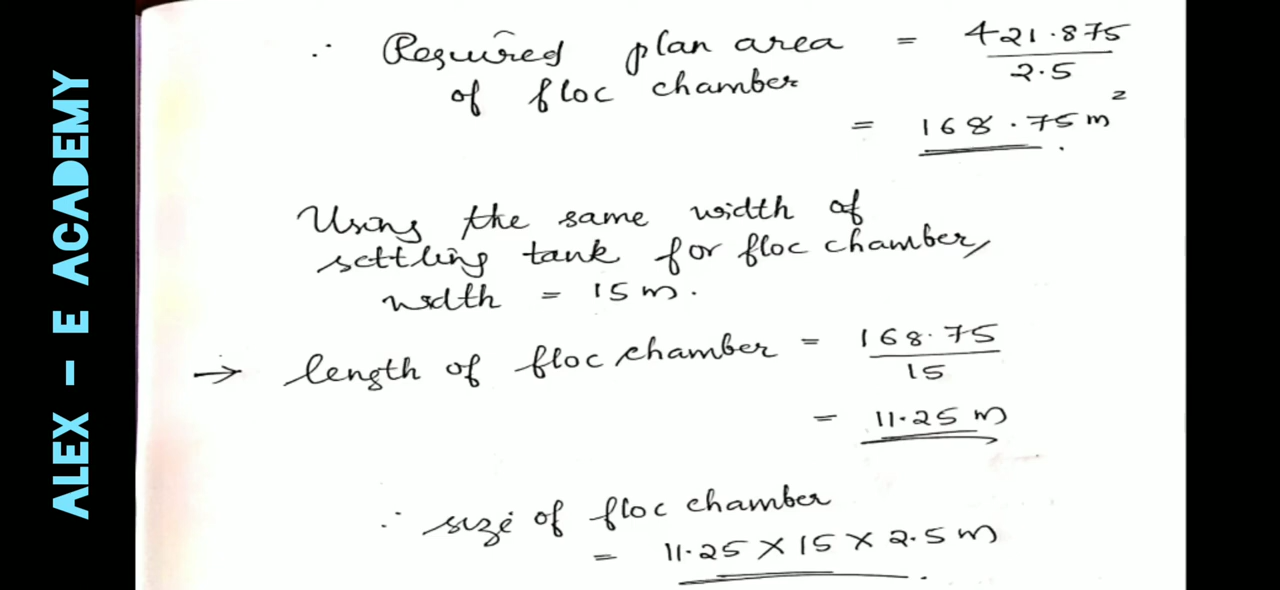 ALEX - E ACADEMY
∴ Required plan area = 421.875 / 2.5
of floc chamber
= 168.75 m²
Using the same width of
settling tank for floc chamber,
width = 15 m.
→ length of floc chamber = 168.75 / 15
= 11.25 m
∴ size of floc chamber
= 11.25 × 15 × 2.5 m